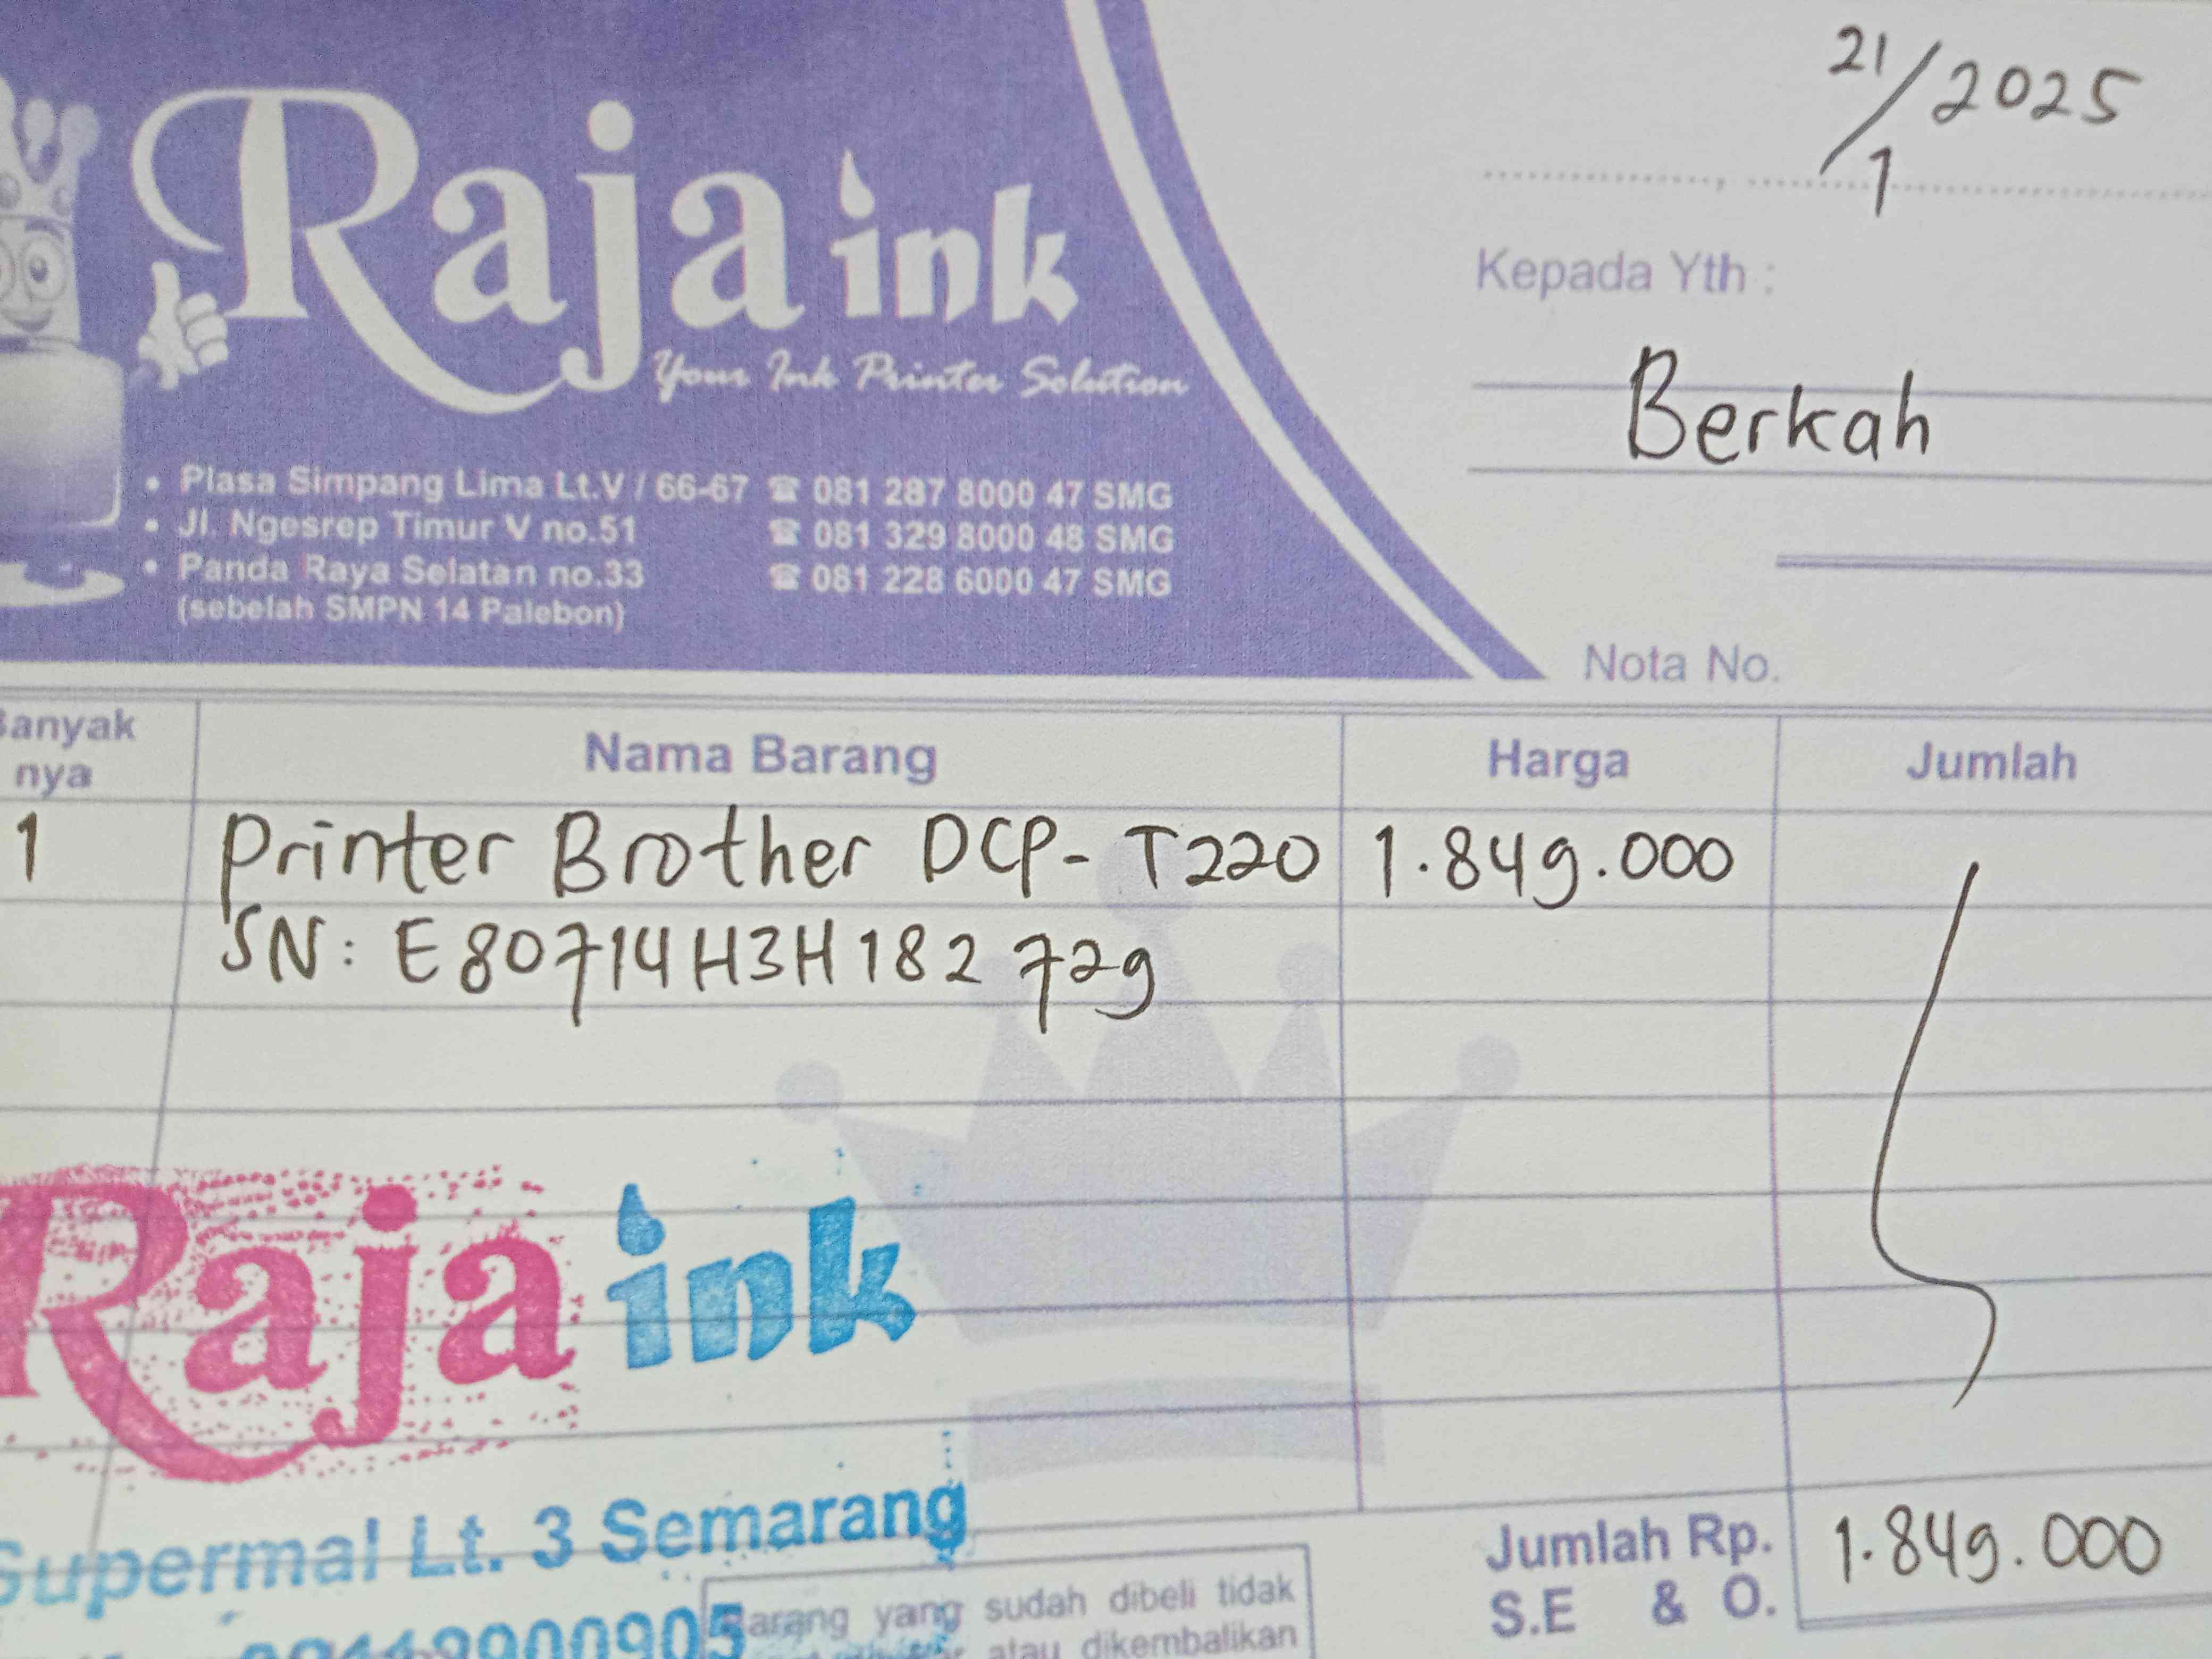 Raja ink
Your Ink Printer Solution
• Plasa Simpang Lima Lt.V / 66-67 ☎ 081 287 8000 47 SMG
• Jl. Ngesrep Timur V no.51 ☎ 081 329 8000 48 SMG
• Panda Raya Selatan no.33 ☎ 081 228 6000 47 SMG
(sebelah SMPN 14 Palebon)
21/1 2025
Kepada Yth :
Berkah
Nota No.
Banyak nya Nama Barang Harga Jumlah
1 Printer Brother DCP-T220 1.849.000
SN: E80714H3H182729
Raja ink
Supermal Lt. 3 Semarang
Jumlah Rp. 1.849.000
S.E & O.
Barang yang sudah dibeli tidak
atau dikembalikan